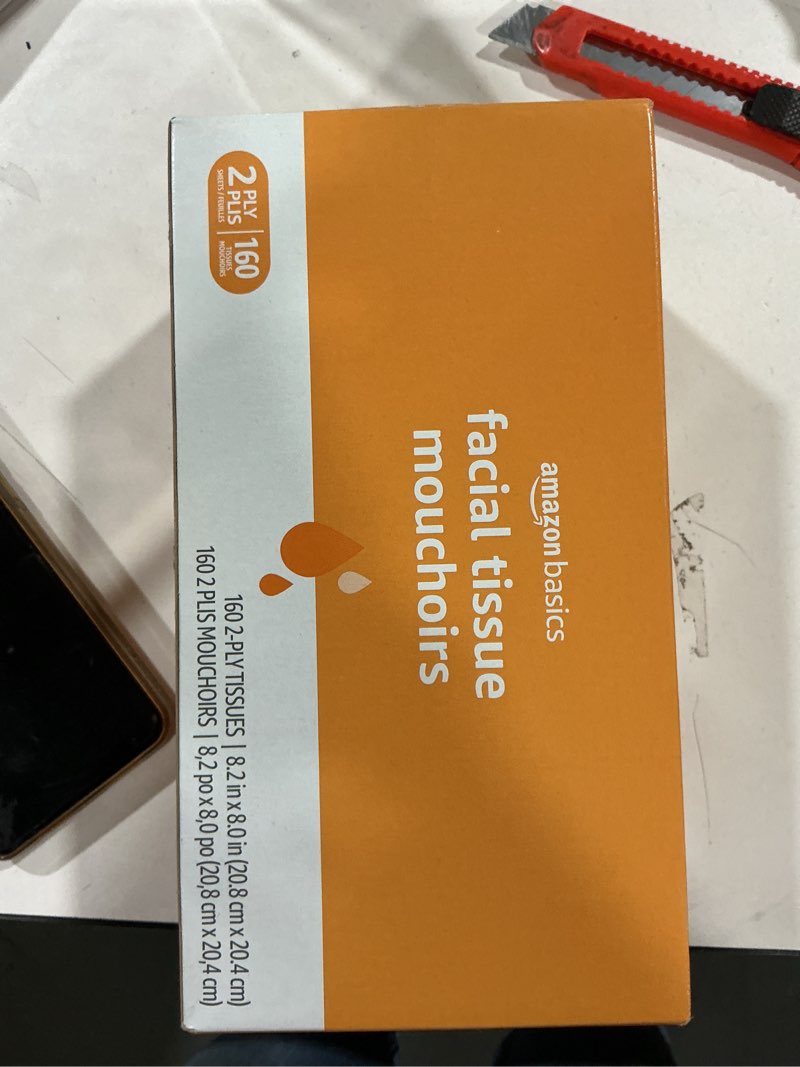 amazon basics
facial tissue
mouchoirs
2 PLY PLIS
SHEETS / FEUILLES
160
TISSUES
MOUCHOIRS
160 2-PLY TISSUES | 8.2 in x 8.0 in (20.8 cm x 20.4 cm)
160 2 PLIS MOUCHOIRS | 8,2 po x 8,0 po (20,8 cm x 20,4 cm)